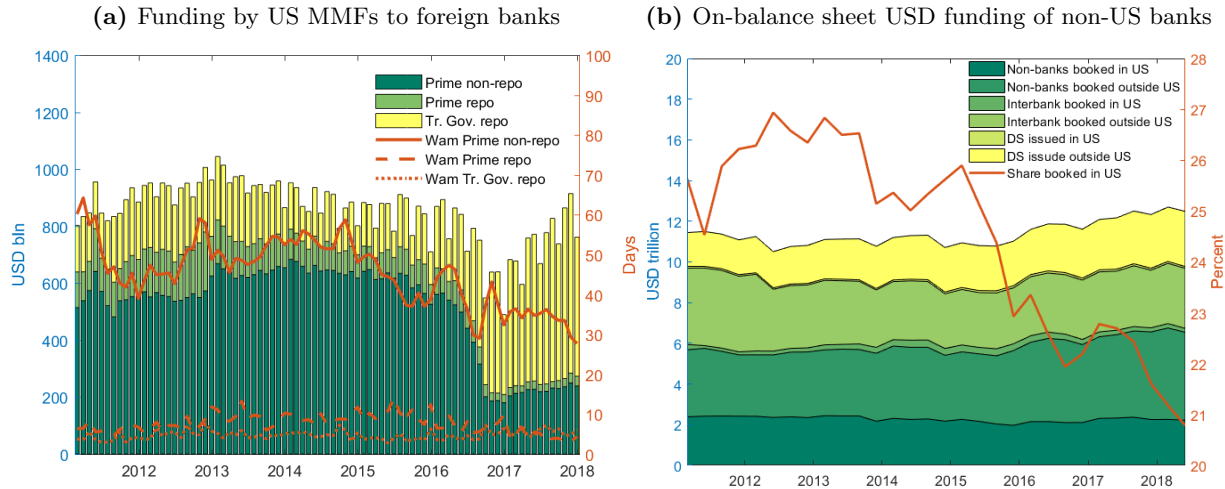 (a) Funding by US MMFs to foreign banks
1400
1200
1000
800
600
400
200
0
USD bln
100
90
80
70
60
50
40
30
20
10
0
Days
Prime non-repo
Prime repo
Tr. Gov. repo
Wam Prime non-repo
Wam Prime repo
Wam Tr. Gov. repo
2012 2013 2014 2015 2016 2017 2018
(b) On-balance sheet USD funding of non-US banks
20
18
16
14
12
10
8
6
4
2
0
USD trillion
28
27
26
25
24
23
22
21
20
Percent
Non-banks booked in US
Non-banks booked outside US
Interbank booked in US
Interbank booked outside US
DS issued in US
DS issude outside US
Share booked in US
2012 2013 2014 2015 2016 2017 2018